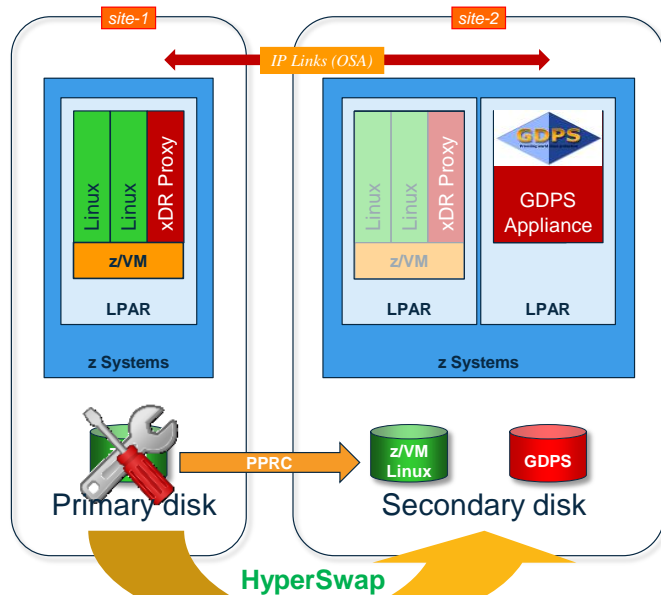 site-1
site-2
IP Links (OSA)
Linux
Linux
xDR Proxy
z/VM
LPAR
z Systems
Linux
Linux
xDR Proxy
z/VM
LPAR
GDPS
GDPS
Appliance
LPAR
z Systems
PPRC
z/VM
Linux
GDPS
Primary disk
Secondary disk
HyperSwap